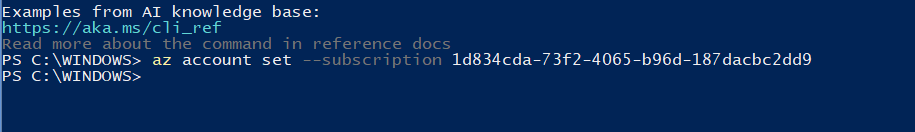 Examples from AI knowledge base:
https://aka.ms/cli_ref
Read more about the command in reference docs
PS C:\WINDOWS> az account set --subscription 1d834cda-73f2-4065-b96d-187dacbc2dd9
PS C:\WINDOWS>